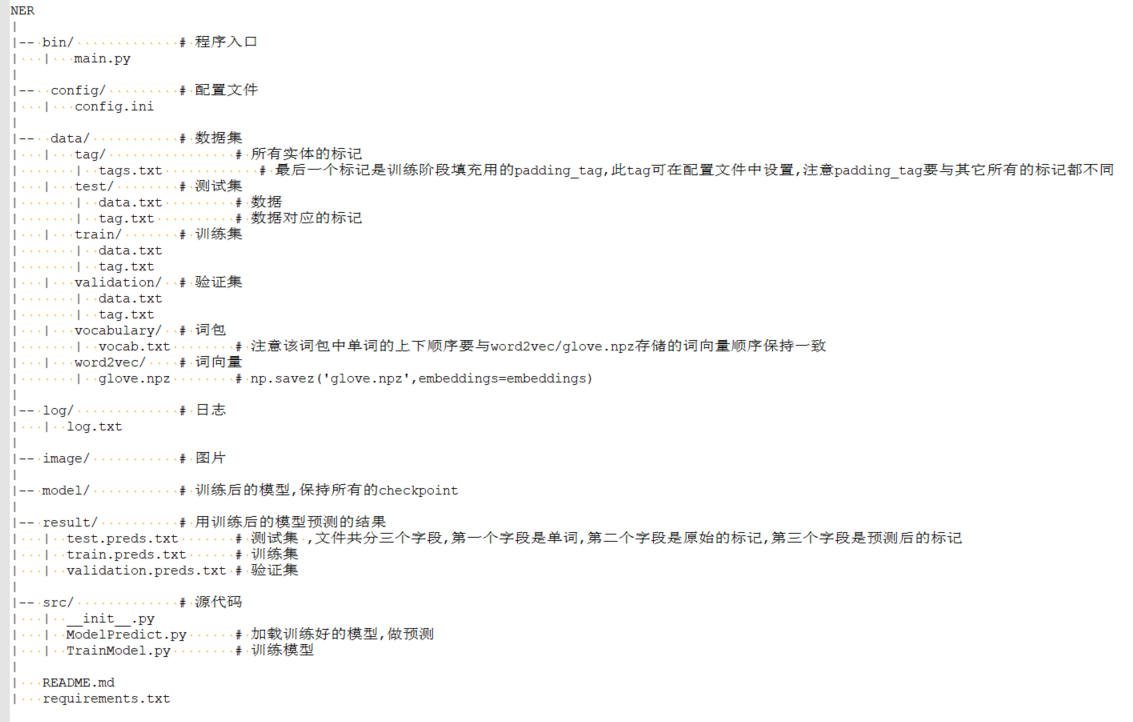 NER
|
|-- bin/ # 程序入口
| | main.py
|
|-- config/ # 配置文件
| | config.ini
|
|-- data/ # 数据集
| | tag/ # 所有实体的标记
| | tags.txt # 最后一个标记是训练阶段填充用的padding_tag,此tag可在配置文件中设置,注意padding_tag要与其它所有的标记都不同
| | test/ # 测试集
| | data.txt # 数据
| | tag.txt # 数据对应的标记
| | train/ # 训练集
| | data.txt
| | tag.txt
| | validation/ # 验证集
| | data.txt
| | tag.txt
| | vocabulary/ # 词包
| | vocab.txt # 注意该词包中单词的上下顺序要与word2vec/glove.npz存储的词向量顺序保持一致
| | word2vec/ # 词向量
| | glove.npz # np.savez('glove.npz',embeddings=embeddings)
|
|-- log/ # 日志
| | log.txt
|
|-- image/ # 图片
|
|-- model/ # 训练后的模型,保持所有的checkpoint
|
|-- result/ # 用训练后的模型预测的结果
| | test.preds.txt # 测试集 ,文件共分三个字段,第一个字段是单词,第二个字段是原始的标记,第三个字段是预测后的标记
| | train.preds.txt # 训练集
| | validation.preds.txt # 验证集
|
|-- src/ # 源代码
| | __init__.py
| | ModelPredict.py # 加载训练好的模型,做预测
| | TrainModel.py # 训练模型
|
| README.md
| requirements.txt